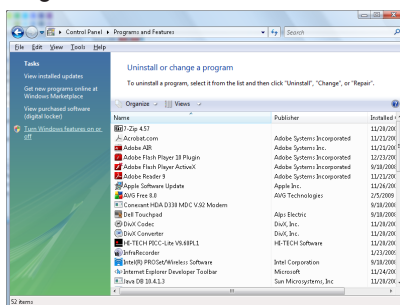 Control Panel ▸ Programs and Features
Search
File Edit View Tools Help
Tasks
View installed updates
Get new programs online at
Windows Marketplace
View purchased software
(digital locker)
Turn Windows features on or
off
Uninstall or change a program
To uninstall a program, select it from the list and then click "Uninstall", "Change", or "Repair".
Organize Views
Name Publisher Installed
7-Zip 4.57 11/20/200
Acrobat.com Adobe Systems Incorporated 11/21/200
Adobe AIR Adobe Systems Inc. 11/21/200
Adobe Flash Player 10 Plugin Adobe Systems Incorporated 12/23/200
Adobe Flash Player ActiveX Adobe Systems Incorporated 9/18/2008
Adobe Reader 9 Adobe Systems Incorporated 11/21/200
Apple Software Update Apple Inc. 11/26/200
AVG Free 8.0 AVG Technologies 2/5/2009
Conexant HDA D330 MDC V.92 Modem 9/18/2008
Dell Touchpad Alps Electric 9/18/2008
DivX Codec DivX, Inc. 11/20/200
DivX Converter DivX, Inc. 11/20/200
HI-TECH PICC-Lite V9.60PL1 HI-TECH Software 11/20/200
InfraRecorder 1/23/2009
Intel(R) PROSet/Wireless Software Intel Corporation 9/18/2008
Internet Explorer Developer Toolbar Microsoft 11/24/200
Java DB 10.4.1.3 Sun Microsystems, Inc 11/21/200
52 items